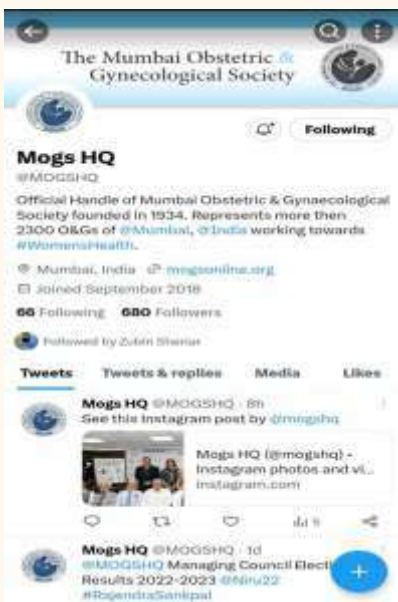 The Mumbai Obstetric &
Gynecological Society
Following
Mogs HQ
@MOGSHQ
Official Handle of Mumbai Obstetric & Gynaecological
Society founded in 1934. Represents more then
2300 O&Gs of @Mumbai, @India working towards
#WomensHealth.
Mumbai, India mogsonline.org
Joined September 2018
66 Following 680 Followers
Followed by Zubin Sheriar
Tweets Tweets & replies Media Likes
Mogs HQ @MOGSHQ · 8h
See this Instagram post by @mogshq
Mogs HQ (@mogshq) -
Instagram photos and vi...
instagram.com
Mogs HQ @MOGSHQ · 1d
@MOGSHQ Managing Council Electi
Results 2022-2023 @Niru22
#RajendraSankpal